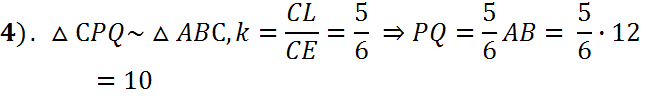 4). △ CPQ~ △ ABC, k = CL/CE = 5/6 ⇒ PQ = 5/6 AB = 5/6 · 12
= 10